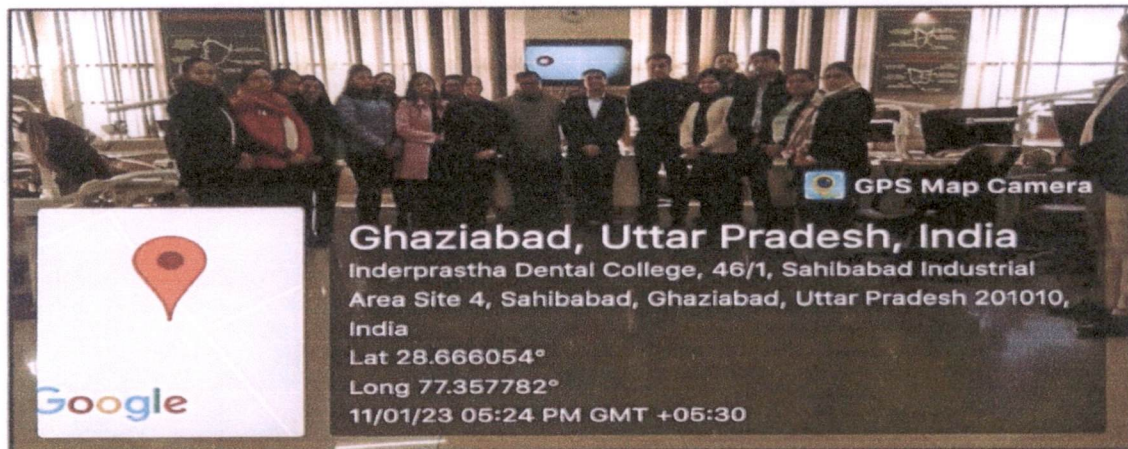 GPS Map Camera
Ghaziabad, Uttar Pradesh, India
Inderprastha Dental College, 46/1, Sahibabad Industrial
Area Site 4, Sahibabad, Ghaziabad, Uttar Pradesh 201010,
India
Lat 28.666054°
Long 77.357782°
11/01/23 05:24 PM GMT +05:30
Google